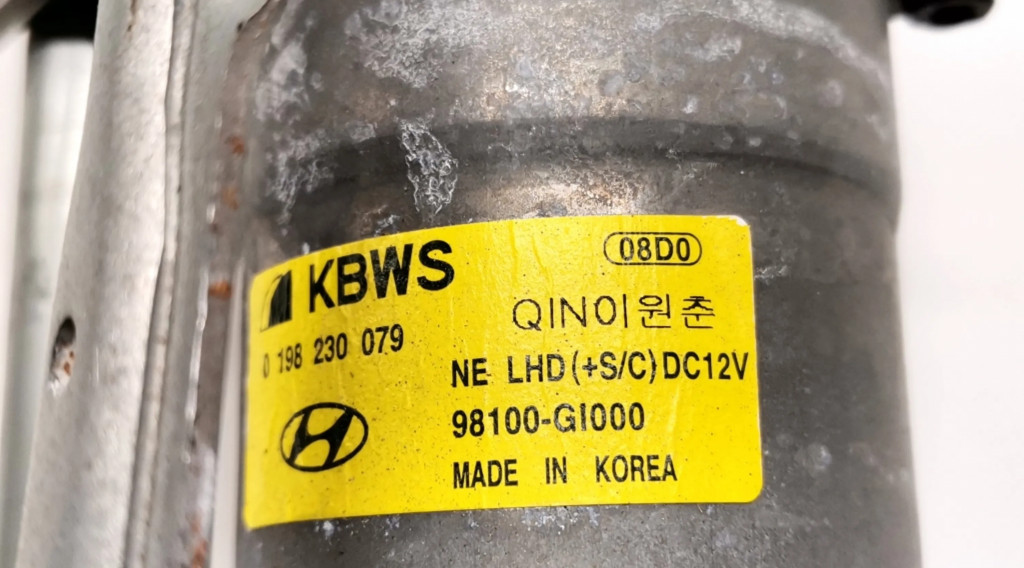 KBWS
08D0
QIN이원춘
0 198 230 079
NE LHD(+S/C)DC12V
98100-GI000
MADE IN KOREA